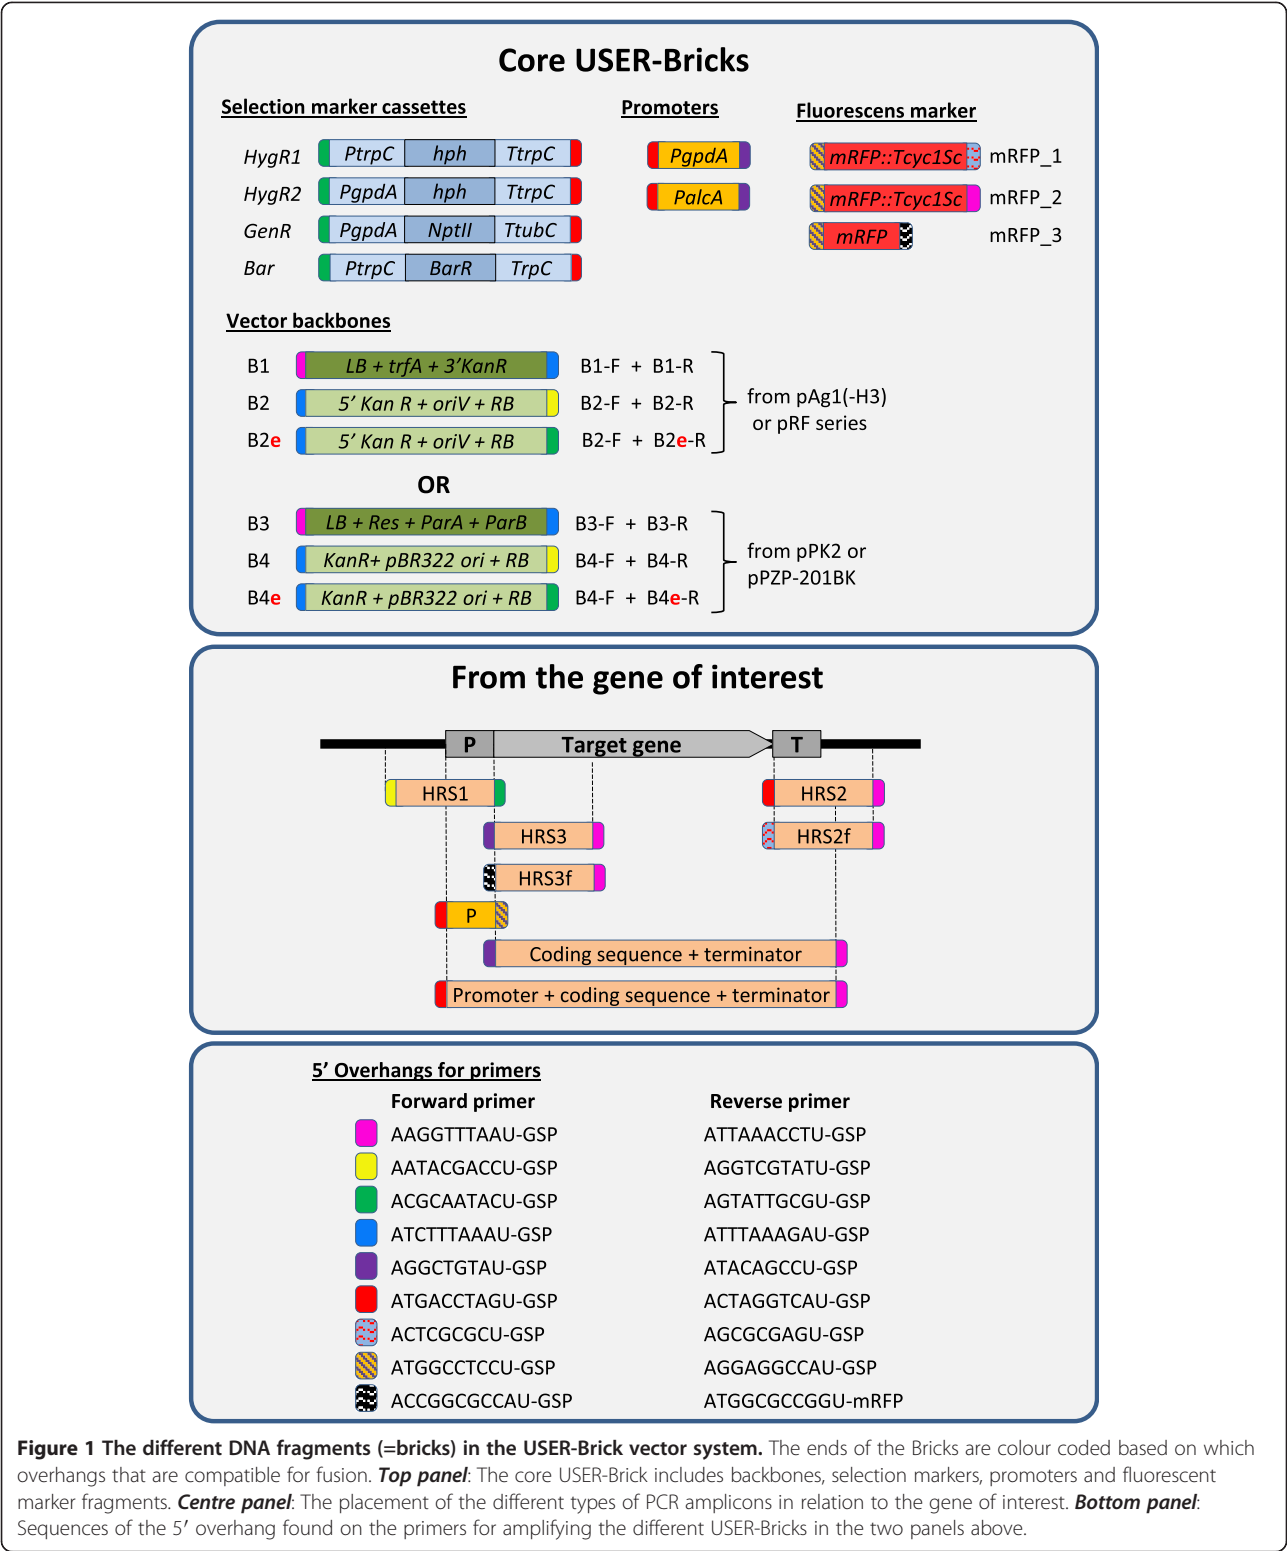 Core USER-Bricks
Selection marker cassettes
HygR1 PtrpC hph TtrpC
HygR2 PgpdA hph TtrpC
GenR PgpdA NptII TtubC
Bar PtrpC BarR TrpC
Promoters
PgpdA
PalcA
Fluorescens marker
mRFP::Tcyc1Sc mRFP_1
mRFP::Tcyc1Sc mRFP_2
mRFP mRFP_3
Vector backbones
B1 LB + trfA + 3’KanR B1-F + B1-R
B2 5’ Kan R + oriV + RB B2-F + B2-R
B2e 5’ Kan R + oriV + RB B2-F + B2e-R
from pAg1(-H3)
or pRF series
OR
B3 LB + Res + ParA + ParB B3-F + B3-R
B4 KanR+ pBR322 ori + RB B4-F + B4-R
B4e KanR + pBR322 ori + RB B4-F + B4e-R
from pPK2 or
pPZP-201BK
From the gene of interest
P Target gene T
HRS1 HRS2
HRS3 HRS2f
HRS3f
P
Coding sequence + terminator
Promoter + coding sequence + terminator
5’ Overhangs for primers
Forward primer Reverse primer
AAGGTTTAAU-GSP ATTAAACCTU-GSP
AATACGACCU-GSP AGGTCGTATU-GSP
ACGCAATACU-GSP AGTATTGCGU-GSP
ATCTTTAAAU-GSP ATTTAAAGAU-GSP
AGGCTGTAU-GSP ATACAGCCU-GSP
ATGACCTAGU-GSP ACTAGGTCAU-GSP
ACTCGCGCU-GSP AGCGCGAGU-GSP
ATGGCCTCCU-GSP AGGAGGCCAU-GSP
ACCGGCGCCAU-GSP ATGGCGCCGGU-mRFP
Figure 1 The different DNA fragments (=bricks) in the USER-Brick vector system. The ends of the Bricks are colour coded based on which
overhangs that are compatible for fusion. Top panel: The core USER-Brick includes backbones, selection markers, promoters and fluorescent
marker fragments. Centre panel: The placement of the different types of PCR amplicons in relation to the gene of interest. Bottom panel:
Sequences of the 5′ overhang found on the primers for amplifying the different USER-Bricks in the two panels above.